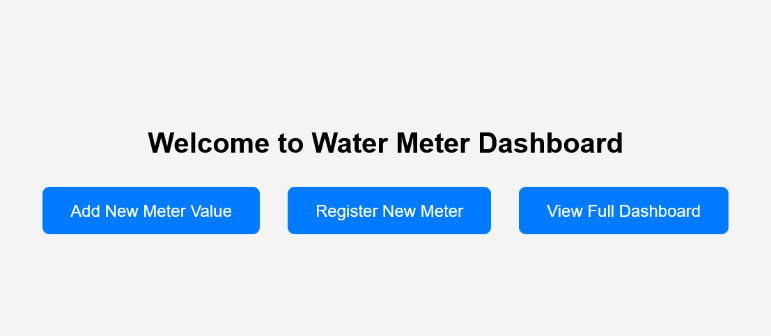 Welcome to Water Meter Dashboard
Add New Meter Value
Register New Meter
View Full Dashboard